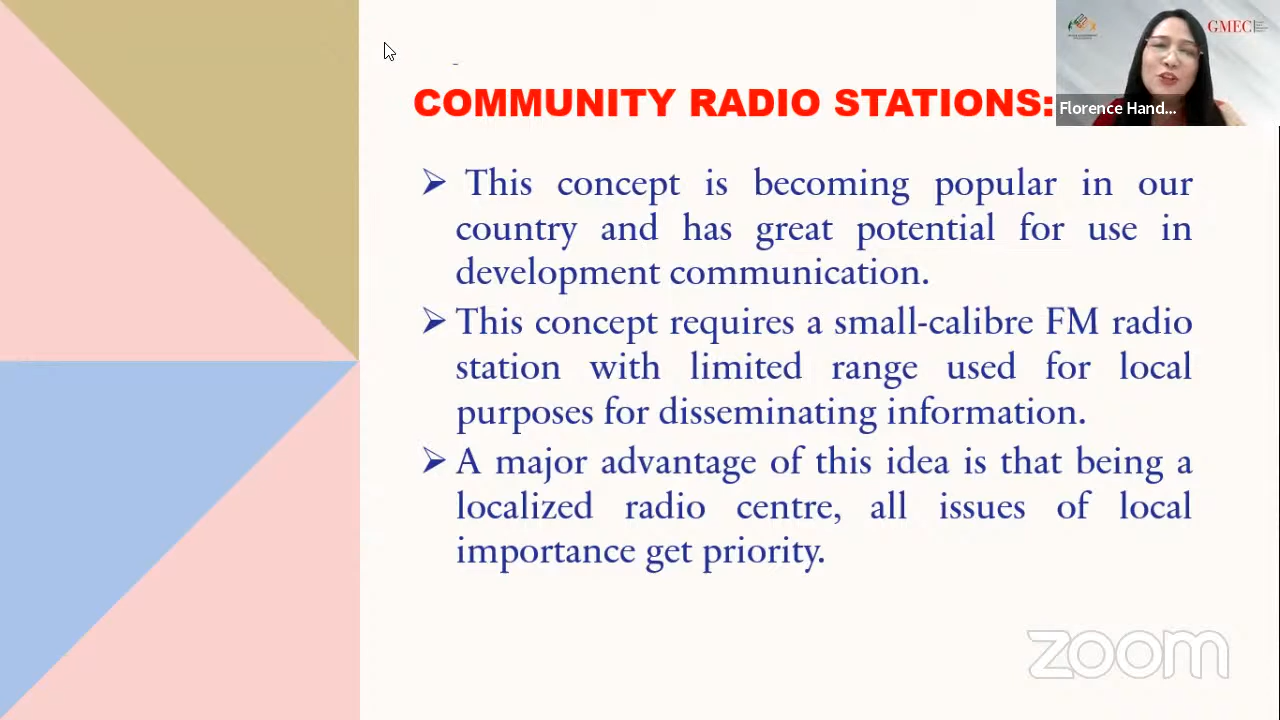 GMEC
Florence Hand...
COMMUNITY RADIO STATIONS:
➢ This concept is becoming popular in our
country and has great potential for use in
development communication.
➢ This concept requires a small-calibre FM radio
station with limited range used for local
purposes for disseminating information.
➢ A major advantage of this idea is that being a
localized radio centre, all issues of local
importance get priority.
zoom